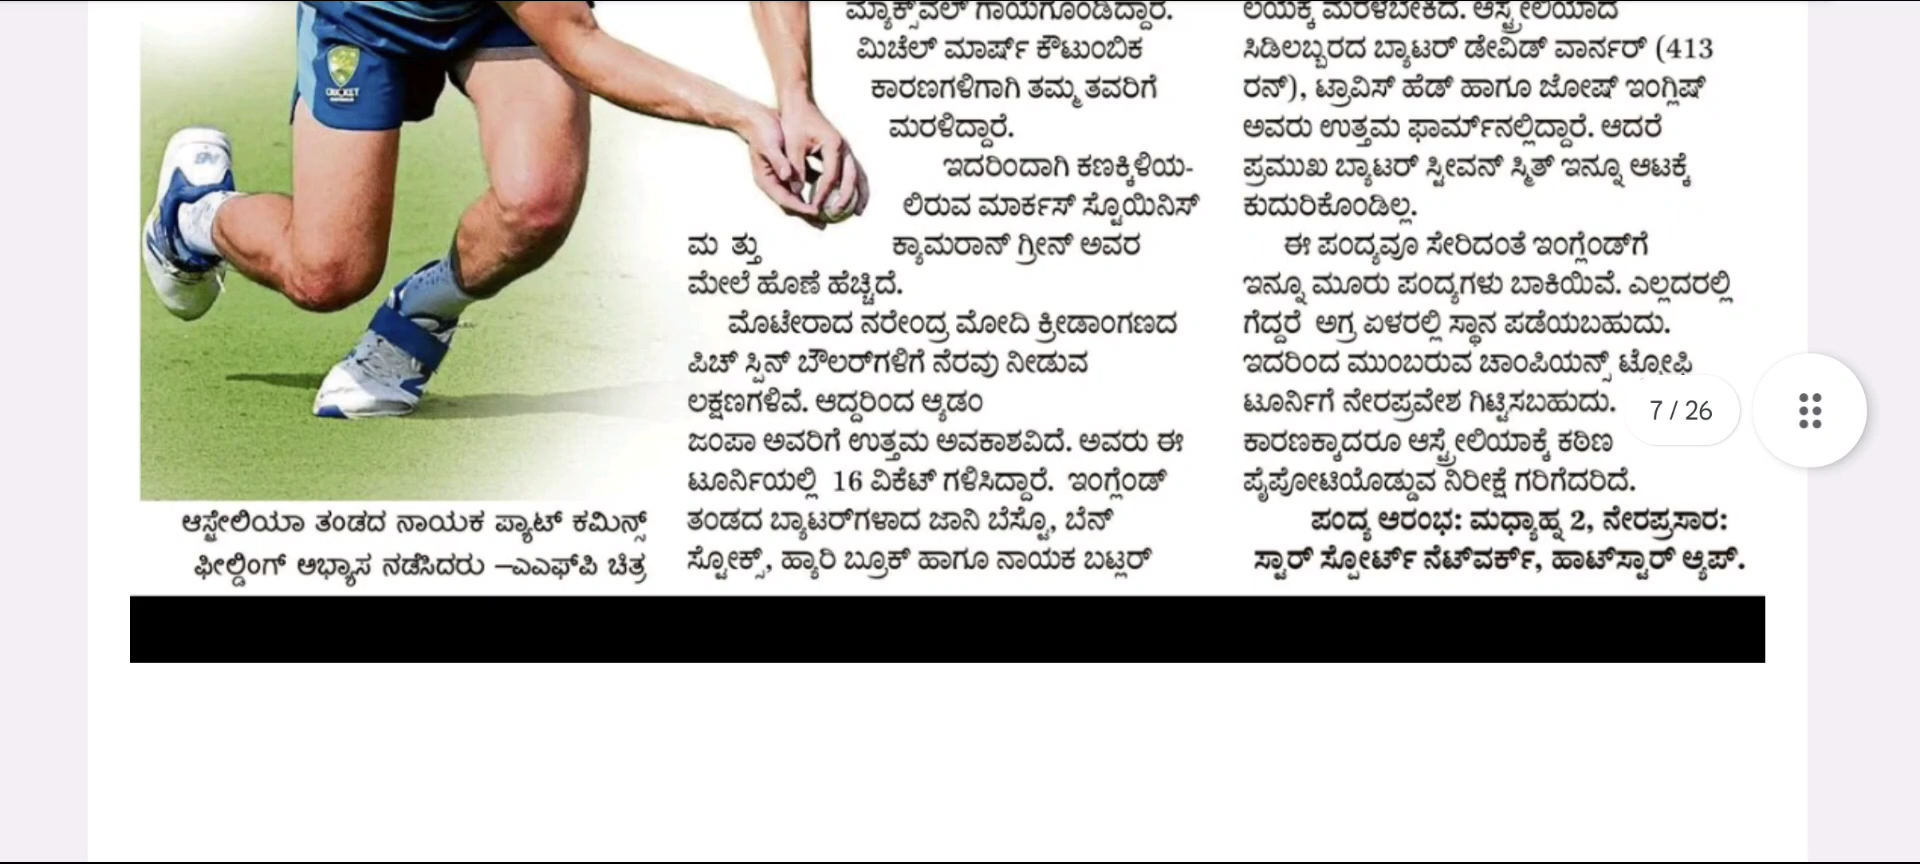 ಮ್ಯಾಕ್ಸ್‌ವೆಲ್ ಗಾಯಗೊಂಡಿದ್ದಾರೆ.
ಮಿಚೆಲ್ ಮಾರ್ಷ್ ಕೌಟುಂಬಿಕ
ಕಾರಣಗಳಿಗಾಗಿ ತಮ್ಮ ತವರಿಗೆ
ಮರಳಿದ್ದಾರೆ.
ಇದರಿಂದಾಗಿ ಕಣಕ್ಕಿಳಿಯ-
ಲಿರುವ ಮಾರ್ಕಸ್ ಸ್ಟೊಯಿನಿಸ್
ಮ ತ್ತು ಕ್ಯಾಮರಾನ್ ಗ್ರೀನ್ ಅವರ
ಮೇಲೆ ಹೊಣೆ ಹೆಚ್ಚಿದೆ.
ಮೊಟೇರಾದ ನರೇಂದ್ರ ಮೋದಿ ಕ್ರೀಡಾಂಗಣದ
ಪಿಚ್ ಸ್ಪಿನ್ ಬೌಲರ್‌ಗಳಿಗೆ ನೆರವು ನೀಡುವ
ಲಕ್ಷಣಗಳಿವೆ. ಆದ್ದರಿಂದ ಆ್ಯಡಂ
ಜಂಪಾ ಅವರಿಗೆ ಉತ್ತಮ ಅವಕಾಶವಿದೆ. ಅವರು ಈ
ಟೂರ್ನಿಯಲ್ಲಿ 16 ವಿಕೆಟ್ ಗಳಿಸಿದ್ದಾರೆ. ಇಂಗ್ಲೆಂಡ್
ತಂಡದ ಬ್ಯಾಟರ್‌ಗಳಾದ ಜಾನಿ ಬೆಸ್ಟೊ, ಬೆನ್
ಸ್ಟೋಕ್ಸ್, ಹ್ಯಾರಿ ಬ್ರೂಕ್ ಹಾಗೂ ನಾಯಕ ಬಟ್ಲರ್
ಲಯಕ್ಕೆ ಮರಳಬೇಕಿದೆ. ಆಸ್ಟ್ರೇಲಿಯಾದ
ಸಿಡಿಲಬ್ಬರದ ಬ್ಯಾಟರ್ ಡೇವಿಡ್ ವಾರ್ನರ್ (413
ರನ್), ಟ್ರಾವಿಸ್ ಹೆಡ್ ಹಾಗೂ ಜೋಷ್ ಇಂಗ್ಲಿಷ್
ಅವರು ಉತ್ತಮ ಫಾರ್ಮ್‌ನಲ್ಲಿದ್ದಾರೆ. ಆದರೆ
ಪ್ರಮುಖ ಬ್ಯಾಟರ್ ಸ್ಟೀವನ್ ಸ್ಮಿತ್ ಇನ್ನೂ ಆಟಕ್ಕೆ
ಕುದುರಿಕೊಂಡಿಲ್ಲ.
ಈ ಪಂದ್ಯವೂ ಸೇರಿದಂತೆ ಇಂಗ್ಲೆಂಡ್‌ಗೆ
ಇನ್ನೂ ಮೂರು ಪಂದ್ಯಗಳು ಬಾಕಿಯಿವೆ. ಎಲ್ಲದರಲ್ಲಿ
ಗೆದ್ದರೆ ಅಗ್ರ ಏಳರಲ್ಲಿ ಸ್ಥಾನ ಪಡೆಯಬಹುದು.
ಇದರಿಂದ ಮುಂಬರುವ ಚಾಂಪಿಯನ್ಸ್ ಟ್ರೋಫಿ
ಟೂರ್ನಿಗೆ ನೇರಪ್ರವೇಶ ಗಿಟ್ಟಿಸಬಹುದು.
ಕಾರಣಕ್ಕಾದರೂ ಆಸ್ಟ್ರೇಲಿಯಾಕ್ಕೆ ಕಠಿಣ
ಪೈಪೋಟಿಯೊಡ್ಡುವ ನಿರೀಕ್ಷೆ ಗರಿಗೆದರಿದೆ.
ಪಂದ್ಯ ಆರಂಭ: ಮಧ್ಯಾಹ್ನ 2, ನೇರಪ್ರಸಾರ:
ಸ್ಟಾರ್ ಸ್ಪೋರ್ಟ್ಸ್ ನೆಟ್‌ವರ್ಕ್, ಹಾಟ್‌ಸ್ಟಾರ್ ಆ್ಯಪ್.
ಆಸ್ಟ್ರೇಲಿಯಾ ತಂಡದ ನಾಯಕ ಪ್ಯಾಟ್ ಕಮಿನ್ಸ್
ಫೀಲ್ಡಿಂಗ್ ಅಭ್ಯಾಸ ನಡೆಸಿದರು –ಎಎಫ್‌ಪಿ ಚಿತ್ರ
CRICKET
7 / 26